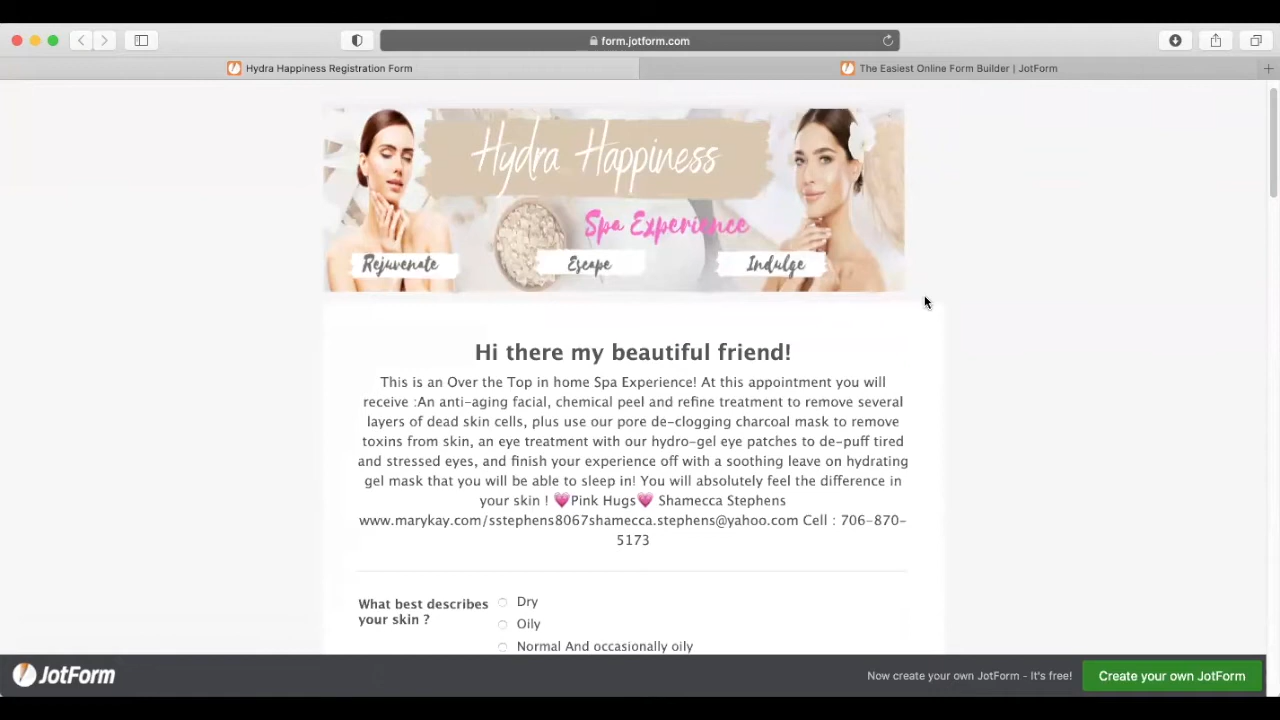 form.jotform.com
Hydra Happiness Registration Form
The Easiest Online Form Builder | JotForm
Hydra Happiness
Spa Experience
Rejuvenate
Escape
Indulge
Hi there my beautiful friend!
This is an Over the Top in home Spa Experience! At this appointment you will
receive :An anti-aging facial, chemical peel and refine treatment to remove several
layers of dead skin cells, plus use our pore de-clogging charcoal mask to remove
toxins from skin, an eye treatment with our hydro-gel eye patches to de-puff tired
and stressed eyes, and finish your experience off with a soothing leave on hydrating
gel mask that you will be able to sleep in! You will absolutely feel the difference in
your skin ! 💗Pink Hugs💗 Shamecca Stephens
www.marykay.com/sstephens8067shamecca.stephens@yahoo.com Cell : 706-870-
5173
What best describes
your skin ?
Dry
Oily
Normal And occasionally oily
JotForm
Now create your own JotForm - It's free!
Create your own JotForm